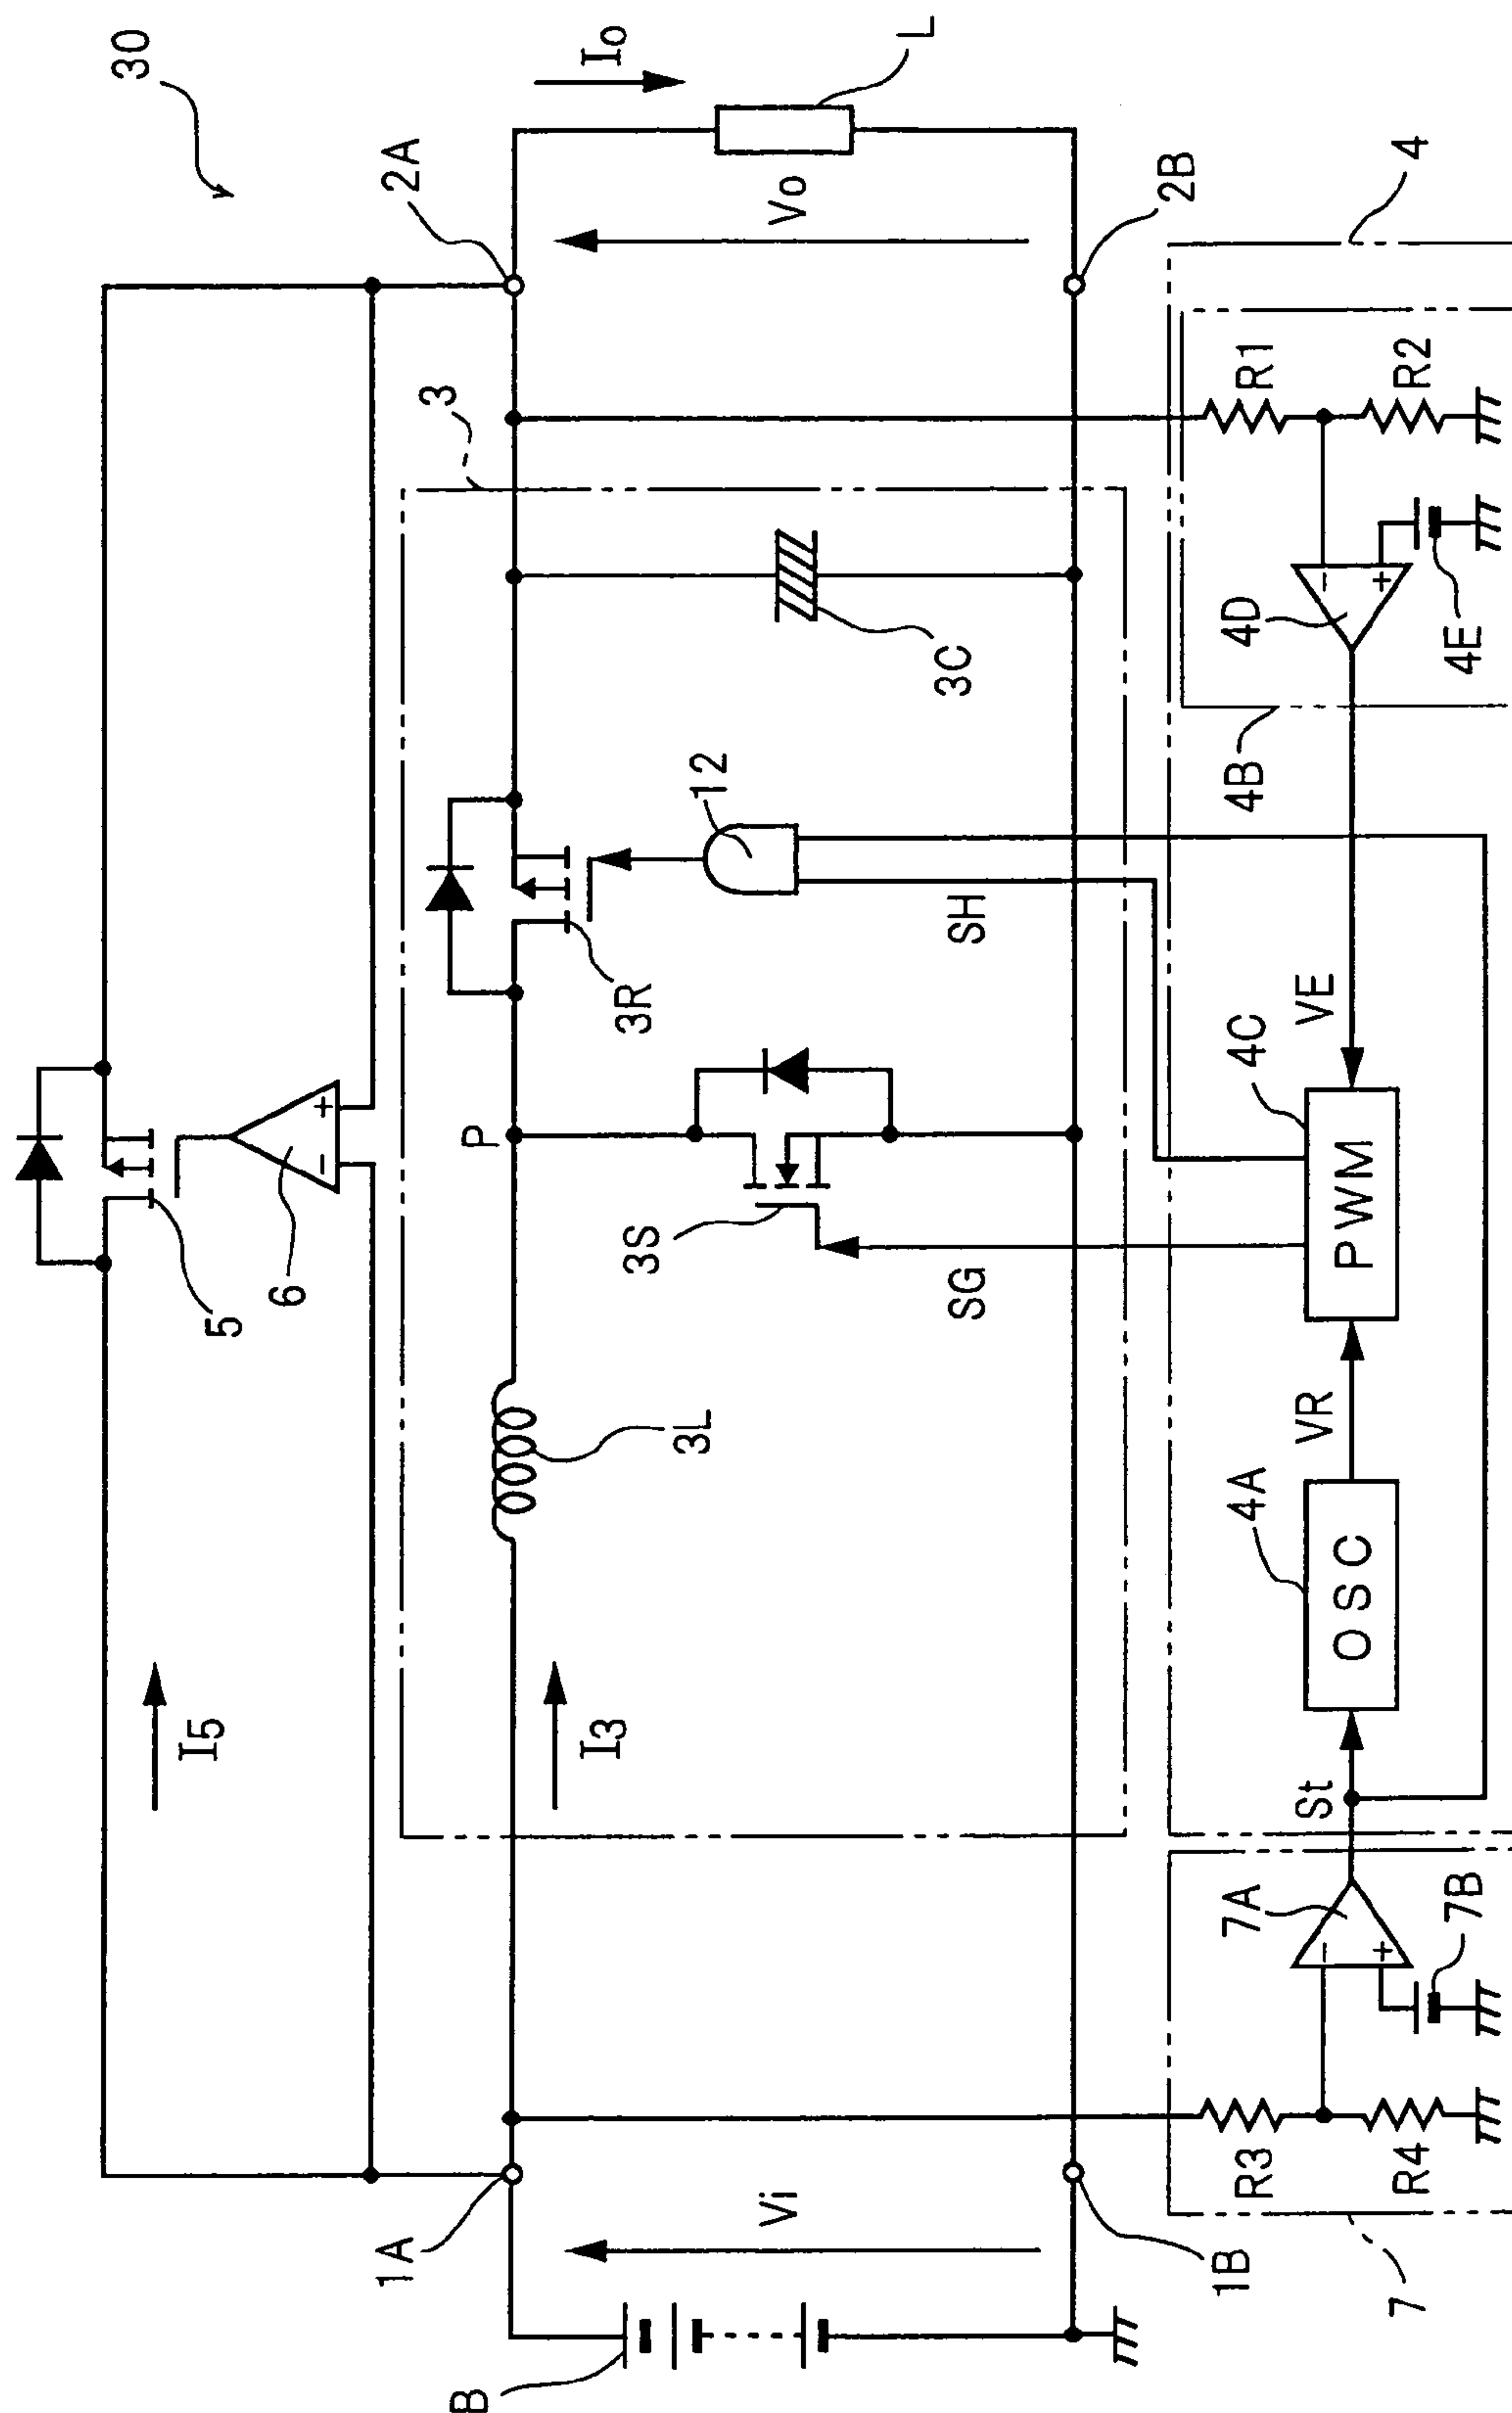 30
I5
5
6
2A
Io
L
Vo
2B
3
1A
Vi
B
1B
I3
3L
P
3S
SG
3R
12
SH
3C
7
R3
R4
7A
7B
-
+
St
4A
OSC
VR
4C
PWM
VE
4B
4D
4E
-
+
R1
R2
4
-
+